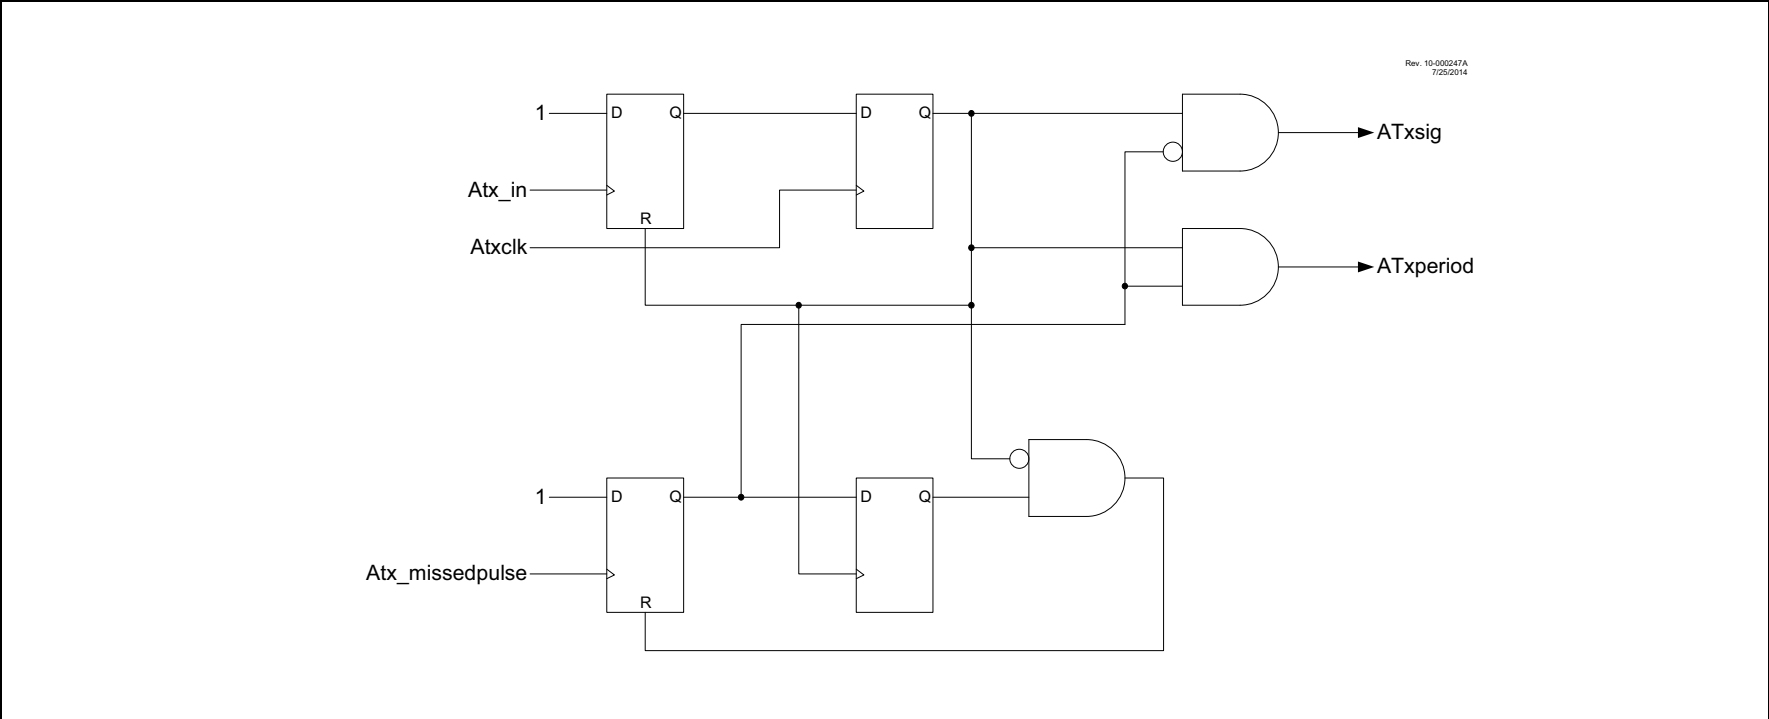 Rev. 10-000247A
7/25/2014
1
D
Q
D
Q
ATxsig
Atx_in
R
Atxclk
ATxperiod
1
D
Q
D
Q
Atx_missedpulse
R